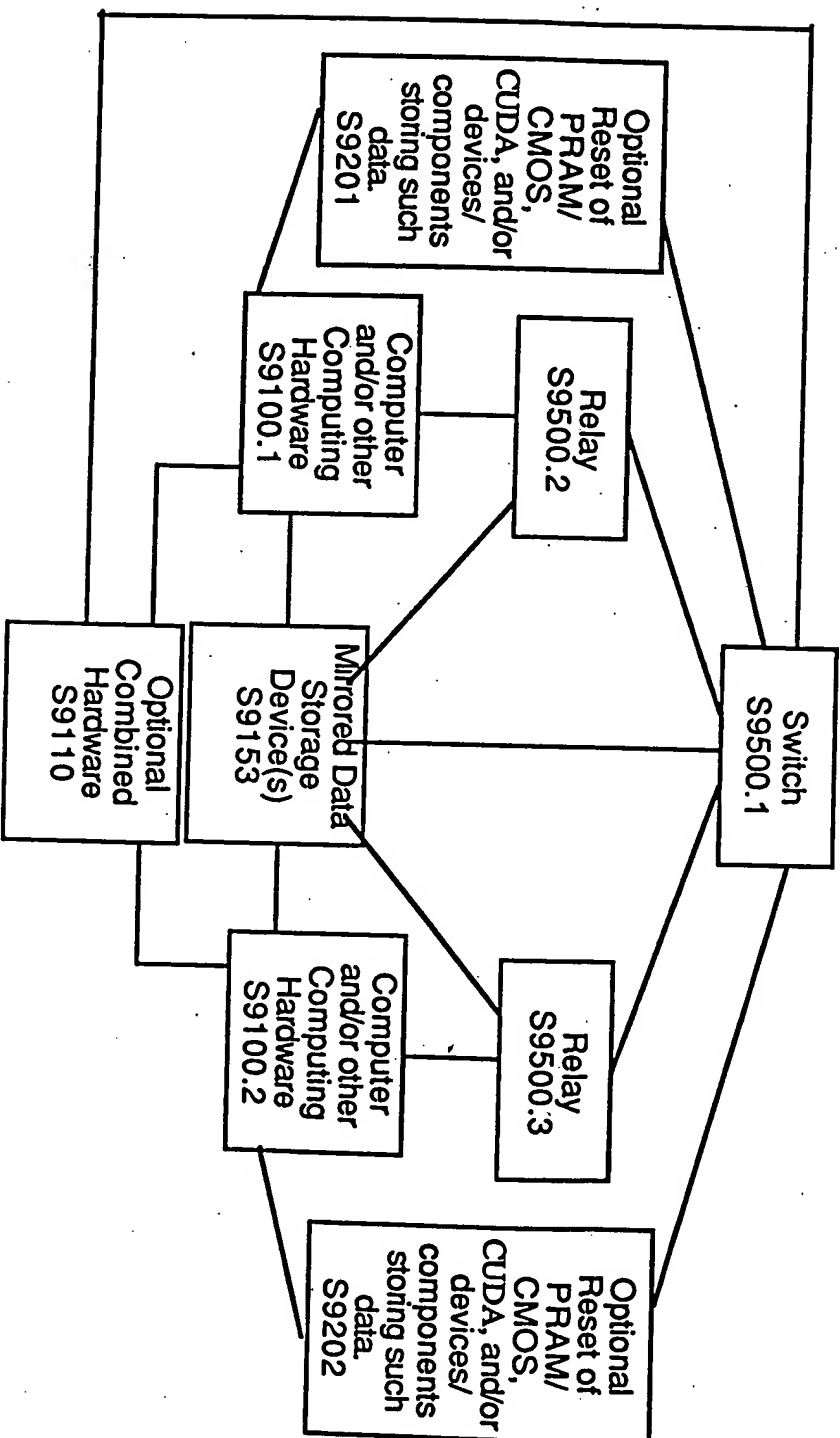 Switch
S9500.1
Optional
Reset of
PRAM/
CMOS,
CUDA, and/or
devices/
components
storing such
data.
S9201
Relay
S9500.2
Relay
S9500.3
Optional
Reset of
PRAM/
CMOS,
CUDA, and/or
devices/
components
storing such
data.
S9202
Computer
and/or other
Computing
Hardware
S9100.1
Mirrored Data
Storage
Device(s)
S9153
Computer
and/or other
Computing
Hardware
S9100.2
Optional
Combined
Hardware
S9110